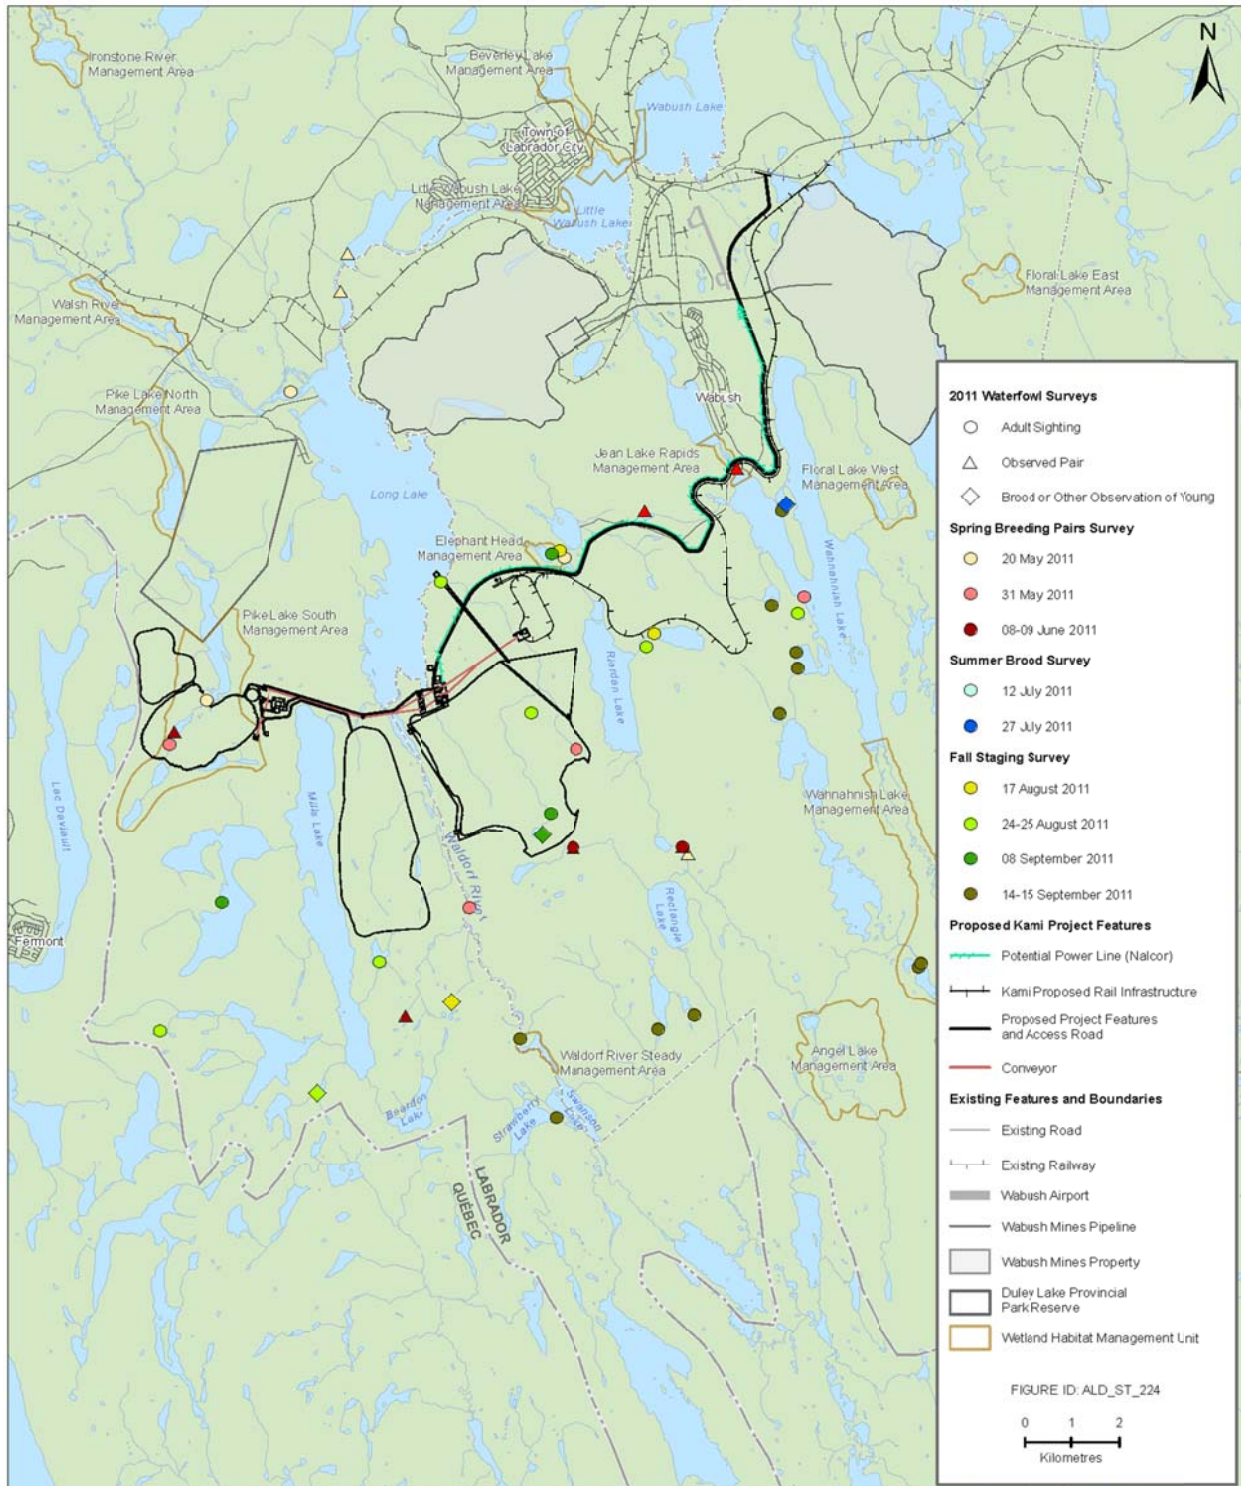 Ironstone River
Management Area
Beverley Lake
Management Area
N
Wabush Lake
Town of
Labrador City
Little Wabush Lake
Management Area
Little
Wabush Lake
Walsh River
Management Area
Floral Lake East
Management Area
Pike Lake North
Management Area
Wabush
Jean Lake Rapids
Management Area
Floral Lake West
Management Area
Long Lake
Elephant Head
Management Area
Wahnahnish Lake
Pike Lake South
Management Area
Riordan Lake
Lac Daviault
Mills Lake
Wahnahnish Lake
Management Area
Waldorf River
Rectangle
Lake
Fermont
Waldorf River Steady
Management Area
Angel Lake
Management Area
Beardon
Lake
Strawberry
Lake
Swanson
Lake
LABRADOR
QUÉBEC
2011 Waterfowl Surveys
Adult Sighting
Observed Pair
Brood or Other Observation of Young
Spring Breeding Pairs Survey
20 May 2011
31 May 2011
08-09 June 2011
Summer Brood Survey
12 July 2011
27 July 2011
Fall Staging Survey
17 August 2011
24-25 August 2011
08 September 2011
14-15 September 2011
Proposed Kami Project Features
Potential Power Line (Nalcor)
Kami Proposed Rail Infrastructure
Proposed Project Features
and Access Road
Conveyor
Existing Features and Boundaries
Existing Road
Existing Railway
Wabush Airport
Wabush Mines Pipeline
Wabush Mines Property
Duley Lake Provincial
Park Reserve
Wetland Habitat Management Unit
FIGURE ID: ALD_ST_224
0 1 2
Kilometres